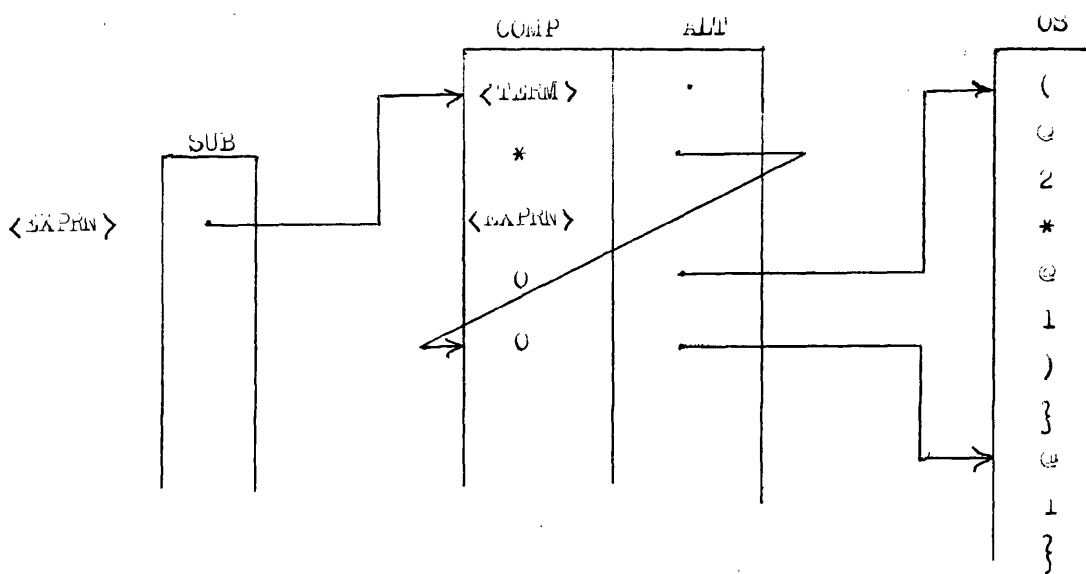 COMP ALT OS
<TERM> . (
@
SUB * 2
<EXPRN> <EXPRN> *
0 @
0 1
)
}
@
1
}